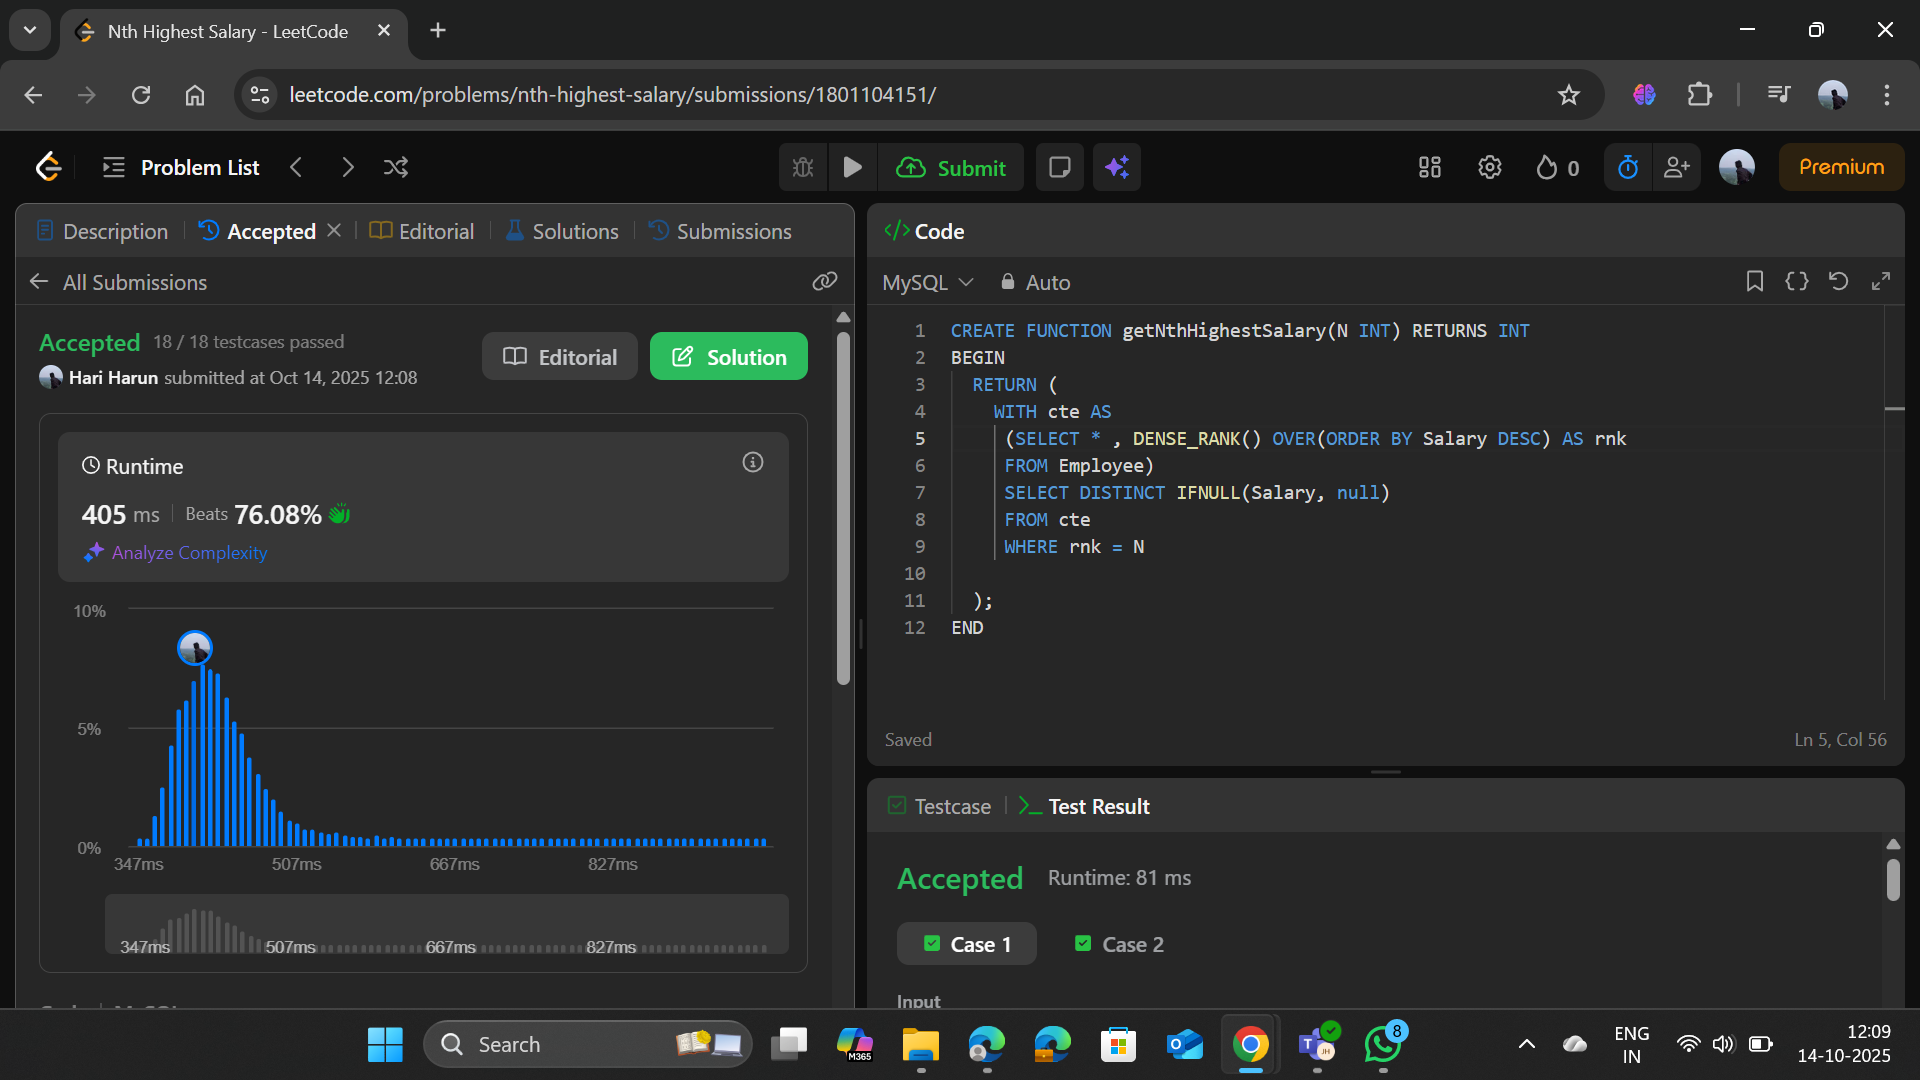 Nth Highest Salary - LeetCode
leetcode.com/problems/nth-highest-salary/submissions/1801104151/
Problem List
Submit
0
Premium
Description
Accepted
Editorial
Solutions
Submissions
All Submissions
Accepted 18 / 18 testcases passed
Hari Harun submitted at Oct 14, 2025 12:08
Editorial
Solution
Runtime
405 ms Beats 76.08%
Analyze Complexity
10%
5%
0%
347ms 507ms 667ms 827ms
347ms 507ms 667ms 827ms
</> Code
MySQL
Auto
1 CREATE FUNCTION getNthHighestSalary(N INT) RETURNS INT
2 BEGIN
3 RETURN (
4 WITH cte AS
5 (SELECT * , DENSE_RANK() OVER(ORDER BY Salary DESC) AS rnk
6 FROM Employee)
7 SELECT DISTINCT IFNULL(Salary, null)
8 FROM cte
9 WHERE rnk = N
10
11 );
12 END
Saved
Ln 5, Col 56
Testcase
Test Result
Accepted Runtime: 81 ms
Case 1
Case 2
Input
Search
M365
T
JH
8
ENG
IN
12:09
14-10-2025